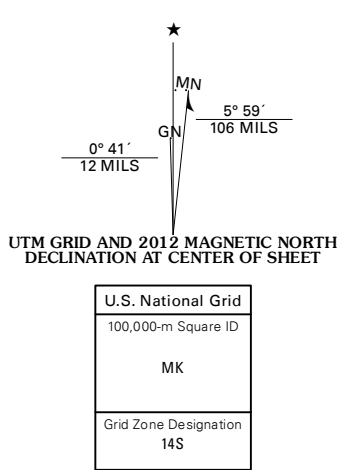 ★
MN
GN
5° 59´
106 MILS
0° 41´
12 MILS
UTM GRID AND 2012 MAGNETIC NORTH
DECLINATION AT CENTER OF SHEET
U.S. National Grid
100,000-m Square ID
MK
Grid Zone Designation
14S